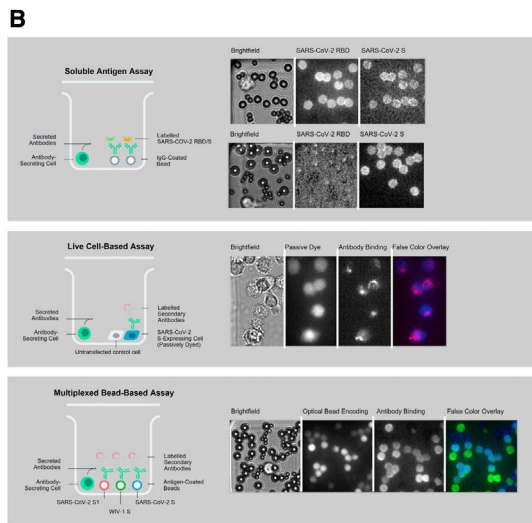 B
Soluble Antigen Assay
Secreted
Antibodies
Antibody-
Secreting Cell
Labelled
SARS-COV-2 RBD/S
IgG-Coated
Bead
Brightfield
SARS-CoV-2 RBD
SARS-CoV-2 S
SARS-CoV-2 RBD
SARS-CoV-2 S
Live Cell-Based Assay
Secreted
Antibodies
Antibody-
Secreting Cell
Labelled
Secondary
Antibodies
SARS-CoV-2
S-Expressing Cell
(Passively Dyed)
Untransfected control cell
Brightfield
Passive Dye
Antibody Binding
False Color Overlay
Multiplexed Bead-Based Assay
Secreted
Antibodies
Antibody-
Secreting Cell
Labelled
Secondary
Antibodies
Antigen-Coated
Beads
SARS-CoV-2 S1
WIV-1 S
SARS-CoV-2 S
Brightfield
Optical Bead Encoding
Antibody Binding
False Color Overlay